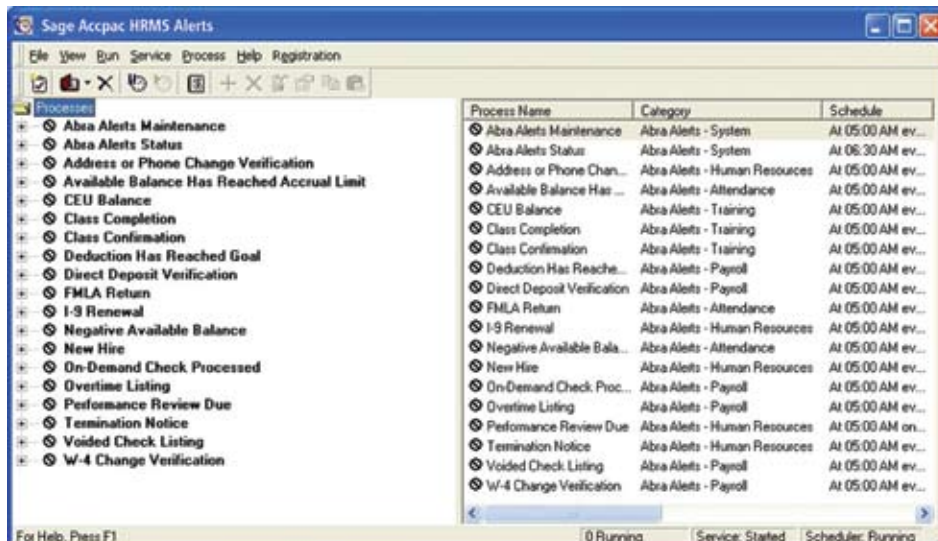 Sage Accpac HRMS Alerts
File View Run Service Process Help Registration
Processes
Abra Alerts Maintenance
Abra Alerts Status
Address or Phone Change Verification
Available Balance Has Reached Accrual Limit
CEU Balance
Class Completion
Class Confirmation
Deduction Has Reached Goal
Direct Deposit Verification
FMLA Return
I-9 Renewal
Negative Available Balance
New Hire
On-Demand Check Processed
Overtime Listing
Performance Review Due
Termination Notice
Voided Check Listing
W-4 Change Verification
Process Name Category Schedule
Abra Alerts Maintenance Abra Alerts - System At 05:00 AM ev...
Abra Alerts Status Abra Alerts - System At 06:30 AM ev...
Address or Phone Chan... Abra Alerts - Human Resources At 05:00 AM ev...
Available Balance Has ... Abra Alerts - Attendance At 05:00 AM ev...
CEU Balance Abra Alerts - Training At 05:00 AM ev...
Class Completion Abra Alerts - Training At 05:00 AM ev...
Class Confirmation Abra Alerts - Training At 05:00 AM ev...
Deduction Has Reache... Abra Alerts - Payroll At 05:00 AM ev...
Direct Deposit Verification Abra Alerts - Payroll At 05:00 AM ev...
FMLA Return Abra Alerts - Attendance At 05:00 AM ev...
I-9 Renewal Abra Alerts - Human Resources At 05:00 AM ev...
Negative Available Bala... Abra Alerts - Attendance At 05:00 AM ev...
New Hire Abra Alerts - Human Resources At 05:00 AM ev...
On-Demand Check Proc... Abra Alerts - Payroll At 05:00 AM ev...
Overtime Listing Abra Alerts - Payroll At 05:00 AM ev...
Performance Review Due Abra Alerts - Human Resources At 05:00 AM on...
Termination Notice Abra Alerts - Human Resources At 05:00 AM ev...
Voided Check Listing Abra Alerts - Payroll At 05:00 AM ev...
W-4 Change Verification Abra Alerts - Payroll At 05:00 AM ev...
For Help, Press F1 0 Running Service: Started Scheduler: Running